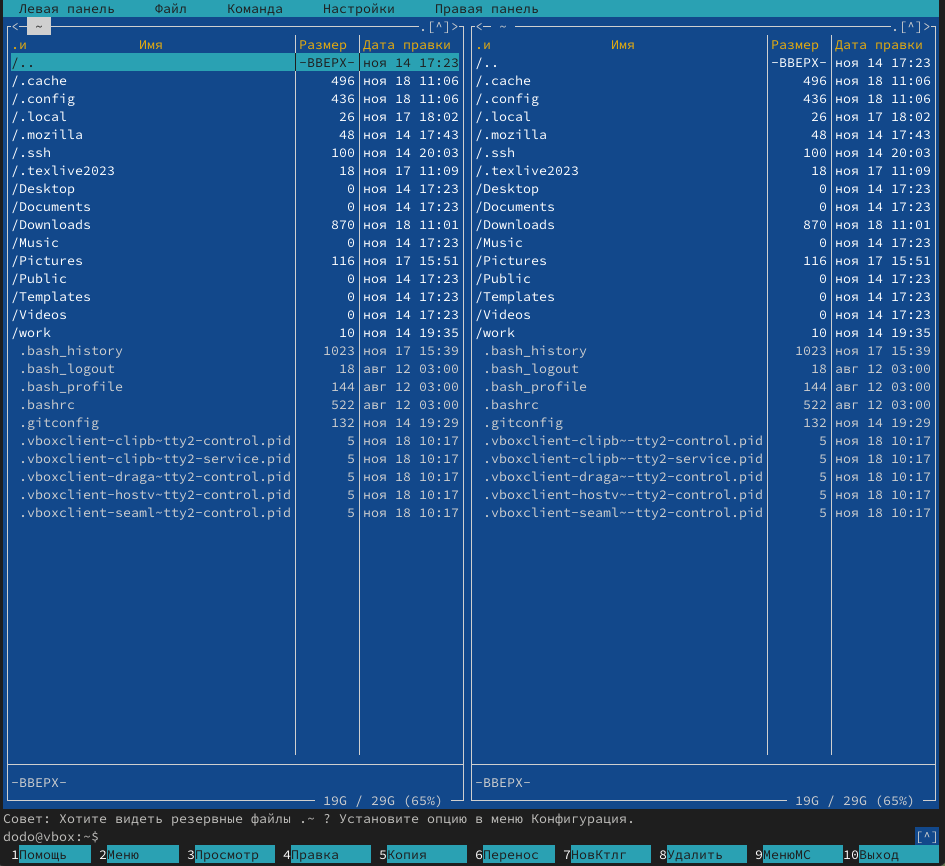 Левая панель Файл Команда Настройки Правая панель
<─ ~ .[^]> <─ ~ .[^]>
.и Имя Размер Дата правки .и Имя Размер Дата правки
/.. -ВВЕРХ- ноя 14 17:23 /.. -ВВЕРХ- ноя 14 17:23
/.cache 496 ноя 18 11:06 /.cache 496 ноя 18 11:06
/.config 436 ноя 18 11:06 /.config 436 ноя 18 11:06
/.local 26 ноя 17 18:02 /.local 26 ноя 17 18:02
/.mozilla 48 ноя 14 17:43 /.mozilla 48 ноя 14 17:43
/.ssh 100 ноя 14 20:03 /.ssh 100 ноя 14 20:03
/.texlive2023 18 ноя 17 11:09 /.texlive2023 18 ноя 17 11:09
/Desktop 0 ноя 14 17:23 /Desktop 0 ноя 14 17:23
/Documents 0 ноя 14 17:23 /Documents 0 ноя 14 17:23
/Downloads 870 ноя 18 11:01 /Downloads 870 ноя 18 11:01
/Music 0 ноя 14 17:23 /Music 0 ноя 14 17:23
/Pictures 116 ноя 17 15:51 /Pictures 116 ноя 17 15:51
/Public 0 ноя 14 17:23 /Public 0 ноя 14 17:23
/Templates 0 ноя 14 17:23 /Templates 0 ноя 14 17:23
/Videos 0 ноя 14 17:23 /Videos 0 ноя 14 17:23
/work 10 ноя 14 19:35 /work 10 ноя 14 19:35
.bash_history 1023 ноя 17 15:39 .bash_history 1023 ноя 17 15:39
.bash_logout 18 авг 12 03:00 .bash_logout 18 авг 12 03:00
.bash_profile 144 авг 12 03:00 .bash_profile 144 авг 12 03:00
.bashrc 522 авг 12 03:00 .bashrc 522 авг 12 03:00
.gitconfig 132 ноя 14 19:29 .gitconfig 132 ноя 14 19:29
.vboxclient-clipb~tty2-control.pid 5 ноя 18 10:17 .vboxclient-clipb~-tty2-control.pid 5 ноя 18 10:17
.vboxclient-clipb~tty2-service.pid 5 ноя 18 10:17 .vboxclient-clipb~-tty2-service.pid 5 ноя 18 10:17
.vboxclient-draga~tty2-control.pid 5 ноя 18 10:17 .vboxclient-draga~-tty2-control.pid 5 ноя 18 10:17
.vboxclient-hostv~tty2-control.pid 5 ноя 18 10:17 .vboxclient-hostv~-tty2-control.pid 5 ноя 18 10:17
.vboxclient-seaml~tty2-control.pid 5 ноя 18 10:17 .vboxclient-seaml~-tty2-control.pid 5 ноя 18 10:17
-ВВЕРХ- -ВВЕРХ-
19G / 29G (65%) 19G / 29G (65%)
Совет: Хотите видеть резервные файлы .~ ? Установите опцию в меню Конфигурация.
dodo@vbox:~$ [^]
1Помощь 2Меню 3Просмотр 4Правка 5Копия 6Перенос 7НовКтлг 8Удалить 9МенюМС 10Выход